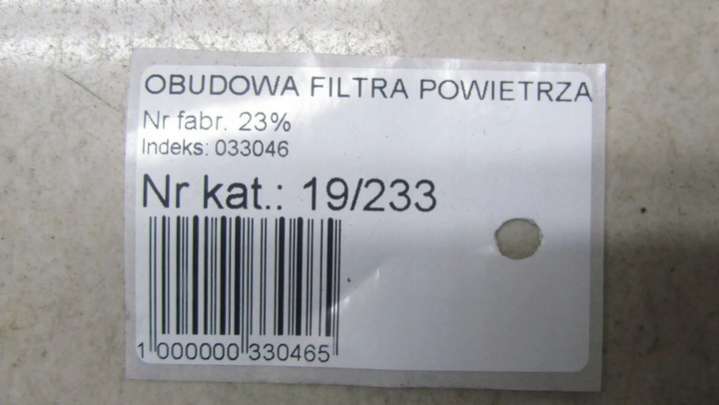 OBUDOWA FILTRA POWIETRZA
Nr fabr. 23%
Indeks: 033046
Nr kat.: 19/233
1 000000 330465